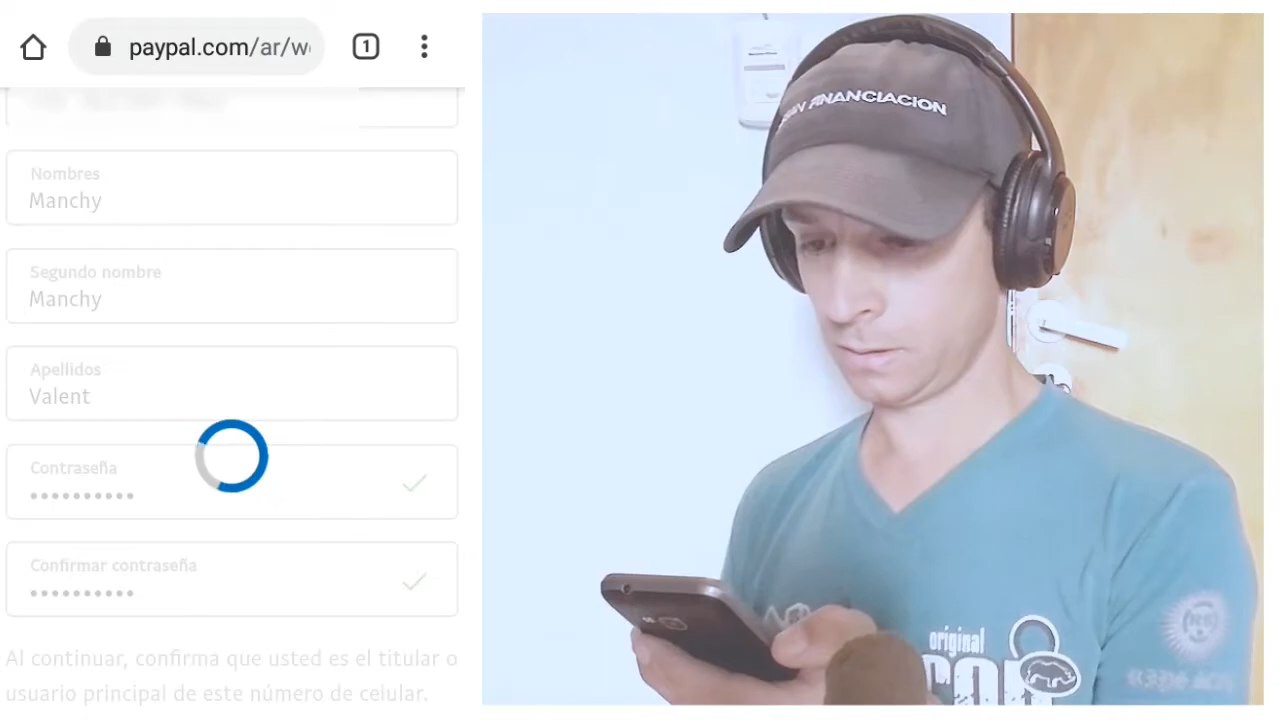 paypal.com/ar/w
1
Nombres
Manchy
Segundo nombre
Manchy
Apellidos
Valent
Contraseña
••••••••••
Confirmar contraseña
••••••••••
Al continuar, confirma que usted es el titular o
usuario principal de este número de celular.
FINANCIACION
original